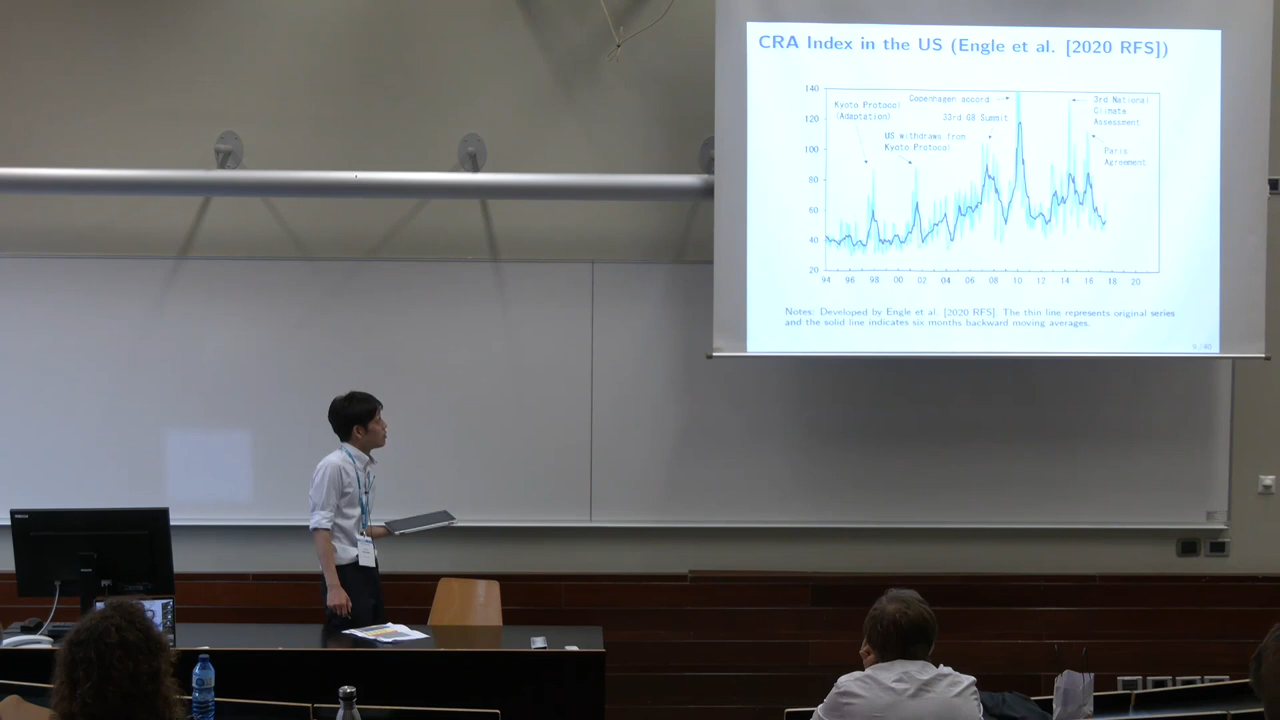 CRA Index in the US (Engle et al. [2020 RFS])
140
120
100
80
60
40
20
Kyoto Protocol
(Adaptation)
Copenhagen accord
33rd G8 Summit
US withdraws from
Kyoto Protocol
3rd National
Climate
Assessment
Paris
Agreement
94 96 98 00 02 04 06 08 10 12 14 16 18 20
Notes: Developed by Engle et al. [2020 RFS]. The thin line represents original series
and the solid line indicates six months backward moving averages.
9 / 40